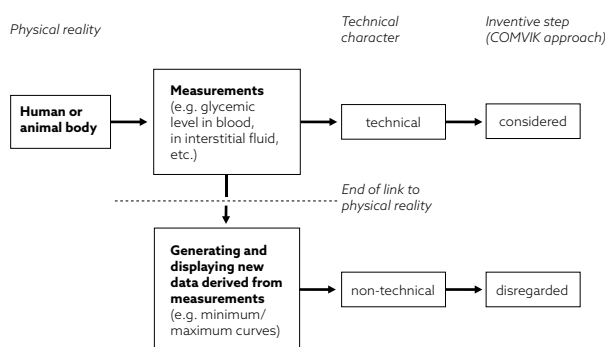 Physical reality
Technical
character
Inventive step
(COMVIK approach)
Human or
animal body
Measurements
(e.g. glycemic
level in blood,
in interstitial fluid,
etc.)
technical
considered
End of link to
physical reality
Generating and
displaying new
data derived from
measurements
(e.g. minimum/
maximum curves)
non-technical
disregarded